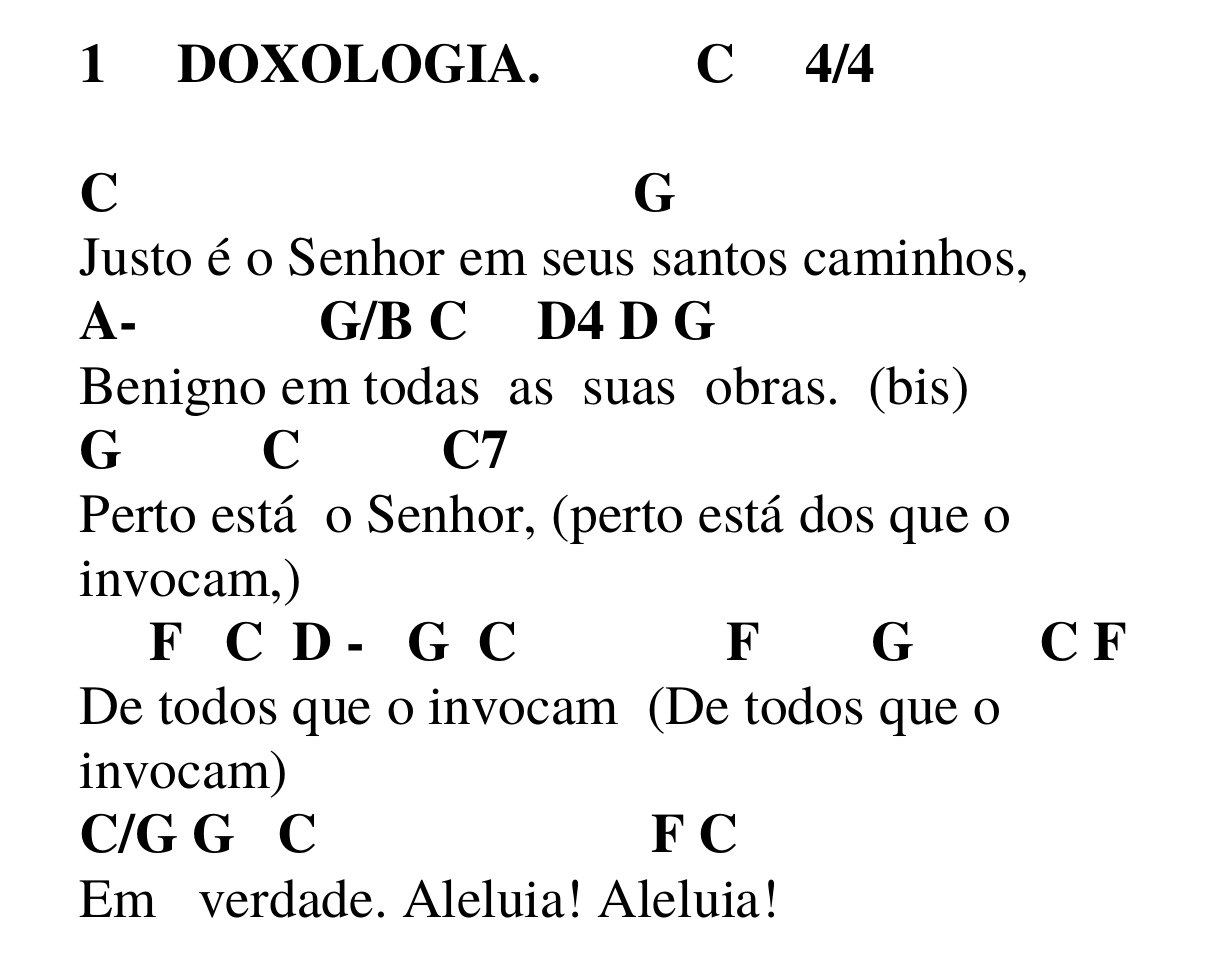 1 DOXOLOGIA. C 4/4
C G
Justo é o Senhor em seus santos caminhos,
A- G/B C D4 D G
Benigno em todas as suas obras. (bis)
G C C7
Perto está o Senhor, (perto está dos que o
invocam,)
F C D - G C F G C F
De todos que o invocam (De todos que o
invocam)
C/G G C F C
Em verdade. Aleluia! Aleluia!